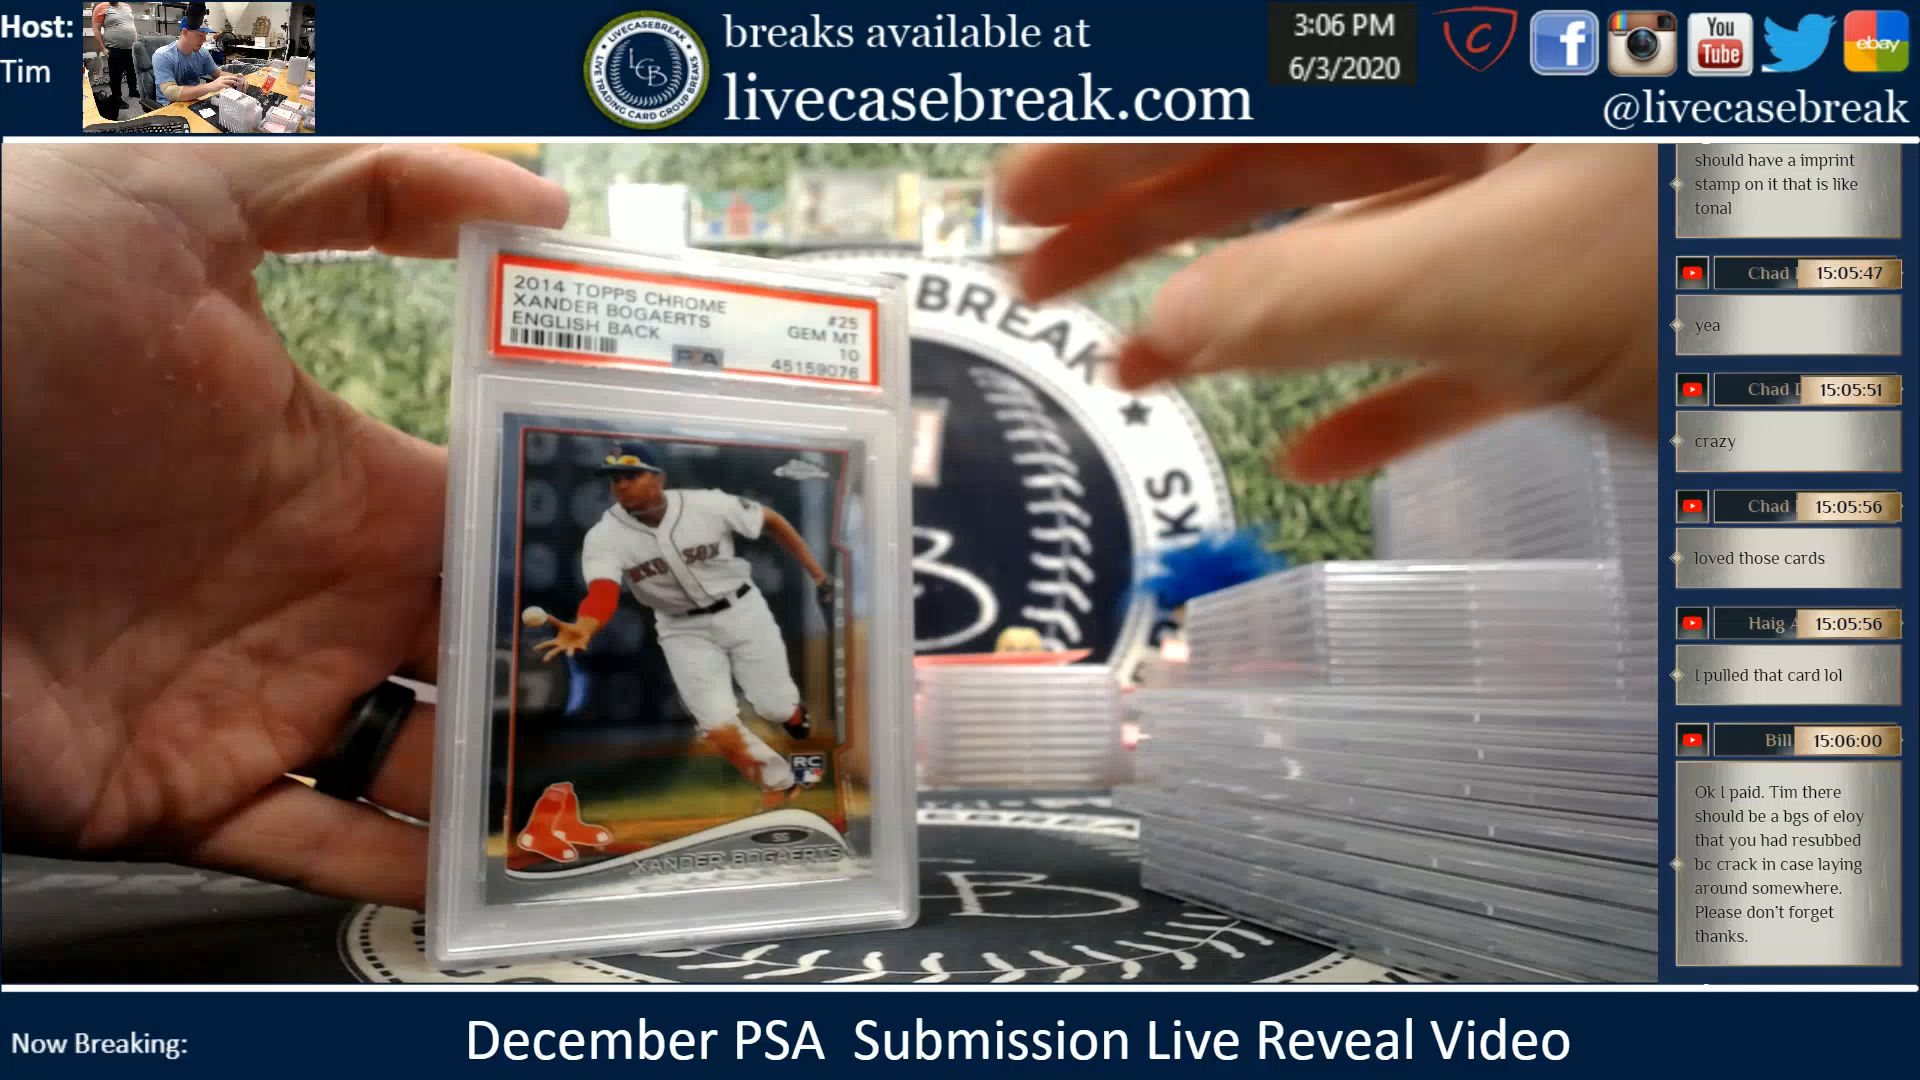 Host:
Tim
LIVECASEBREAK
LIVE TRADING CARD GROUP BREAKS
LCB
breaks available at
livecasebreak.com
3:06 PM
6/3/2020
C
f
You
Tube
ebay
@livecasebreak
2014 TOPPS CHROME
XANDER BOGAERTS
ENGLISH BACK
#25
GEM MT
10
45159076
PSA
RED SOX
RC
SS
XANDER BOGAERTS
BREAK
B
should have a imprint
stamp on it that is like
tonal
Chad
15:05:47
yea
Chad
15:05:51
crazy
Chad
15:05:56
loved those cards
Haig
15:05:56
I pulled that card lol
Bill
15:06:00
Ok I paid. Tim there
should be a bgs of eloy
that you had resubbed
bc crack in case laying
around somewhere.
Please don't forget
thanks.
Now Breaking:
December PSA Submission Live Reveal Video